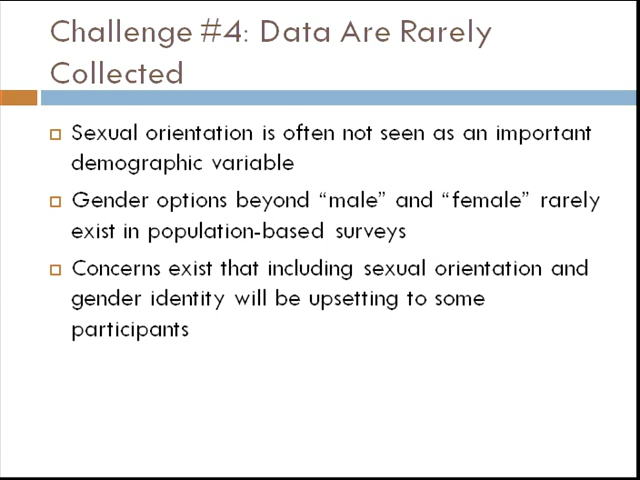 Challenge #4: Data Are Rarely
Collected
Sexual orientation is often not seen as an important
demographic variable
Gender options beyond “male” and “female” rarely
exist in population-based surveys
Concerns exist that including sexual orientation and
gender identity will be upsetting to some
participants